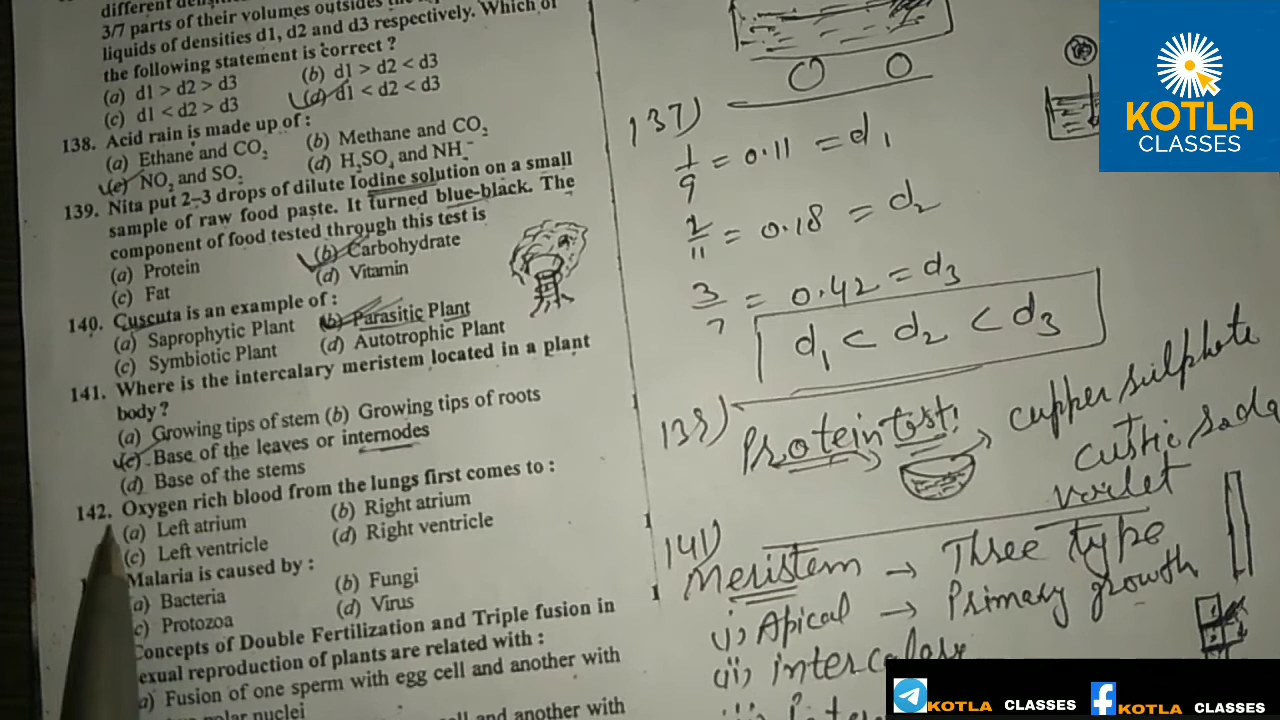 different densi
3/7 parts of their volumes outside the
liquids of densities d1, d2 and d3 respectively. Which of
the following statement is correct ?
(a) d1 > d2 > d3 (b) d1 > d2 < d3
(c) d1 < d2 > d3 (d) d1 < d2 < d3
138. Acid rain is made up of :
(a) Ethane and CO₂ (b) Methane and CO₂
(c) NO₂ and SO₂ (d) H₂SO₄ and NH⁻
139. Nita put 2–3 drops of dilute Iodine solution on a small
sample of raw food paste. It turned blue-black. The
component of food tested through this test is
(a) Protein (b) Carbohydrate
(c) Fat (d) Vitamin
140. Cuscuta is an example of :
(a) Saprophytic Plant (b) Parasitic Plant
(c) Symbiotic Plant (d) Autotrophic Plant
141. Where is the intercalary meristem located in a plant
body ?
(a) Growing tips of stem (b) Growing tips of roots
(c) Base of the leaves or internodes
(d) Base of the stems
142. Oxygen rich blood from the lungs first comes to :
(a) Left atrium (b) Right atrium
(c) Left ventricle (d) Right ventricle
Malaria is caused by :
a) Bacteria (b) Fungi
c) Protozoa (d) Virus
Concepts of Double Fertilization and Triple fusion in
exual reproduction of plants are related with :
a) Fusion of one sperm with egg cell and another with
polar nuclei
cell and another with
137)
1/9 = 0.11 = d₁
2/11 = 0.18 = d₂
3/7 = 0.42 = d₃
d₁ < d₂ < d₃
138)
Protein test!
cupper sulphate
custic soda
voilet
141)
Meristem → Three type
(i) Apical → Primary growth
(ii) intercalary
KOTLA
CLASSES
KOTLA CLASSES
KOTLA CLASSES